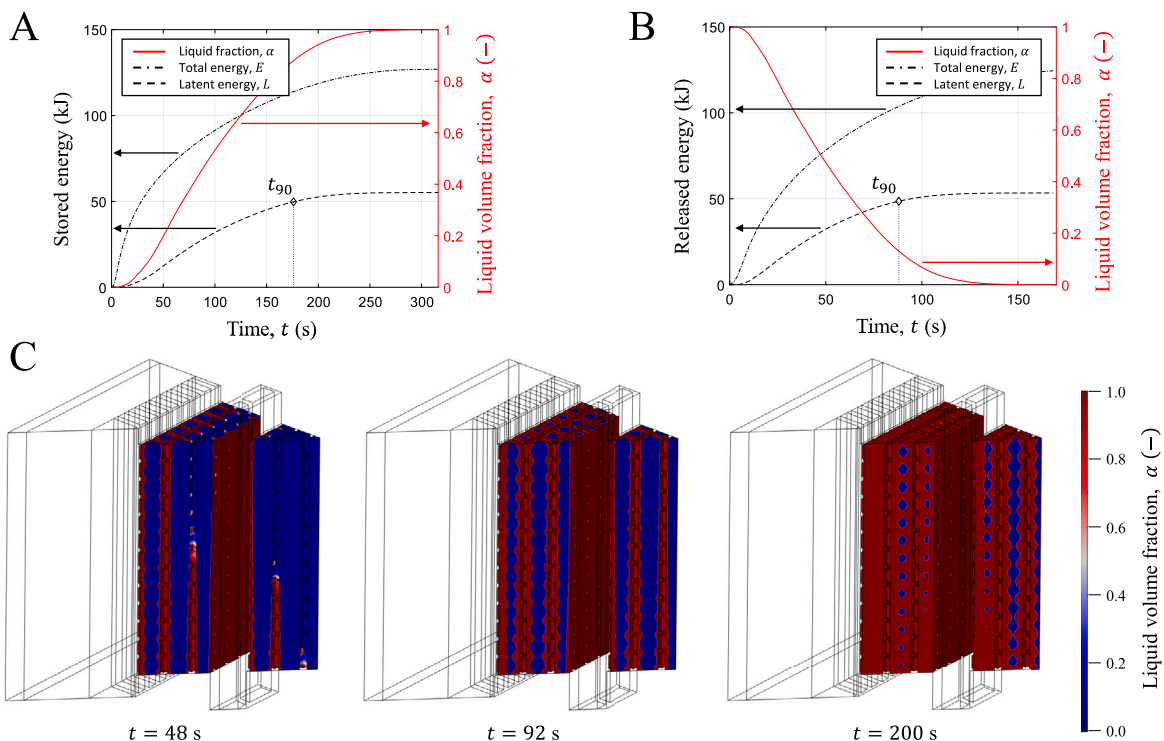 A
Stored energy (kJ)
150
100
50
0
Liquid fraction, α
Total energy, E
Latent energy, L
t90
0 50 100 150 200 250 300
Time, t (s)
1
0.8
0.6
0.4
0.2
0
Liquid volume fraction, α (−)
B
Released energy (kJ)
150
100
50
0
Liquid fraction, α
Total energy, E
Latent energy, L
t90
0 50 100 150
Time, t (s)
1
0.8
0.6
0.4
0.2
0
Liquid volume fraction, α (−)
C
t = 48 s
t = 92 s
t = 200 s
1.0
0.8
0.6
0.4
0.2
0.0
Liquid volume fraction, α (−)